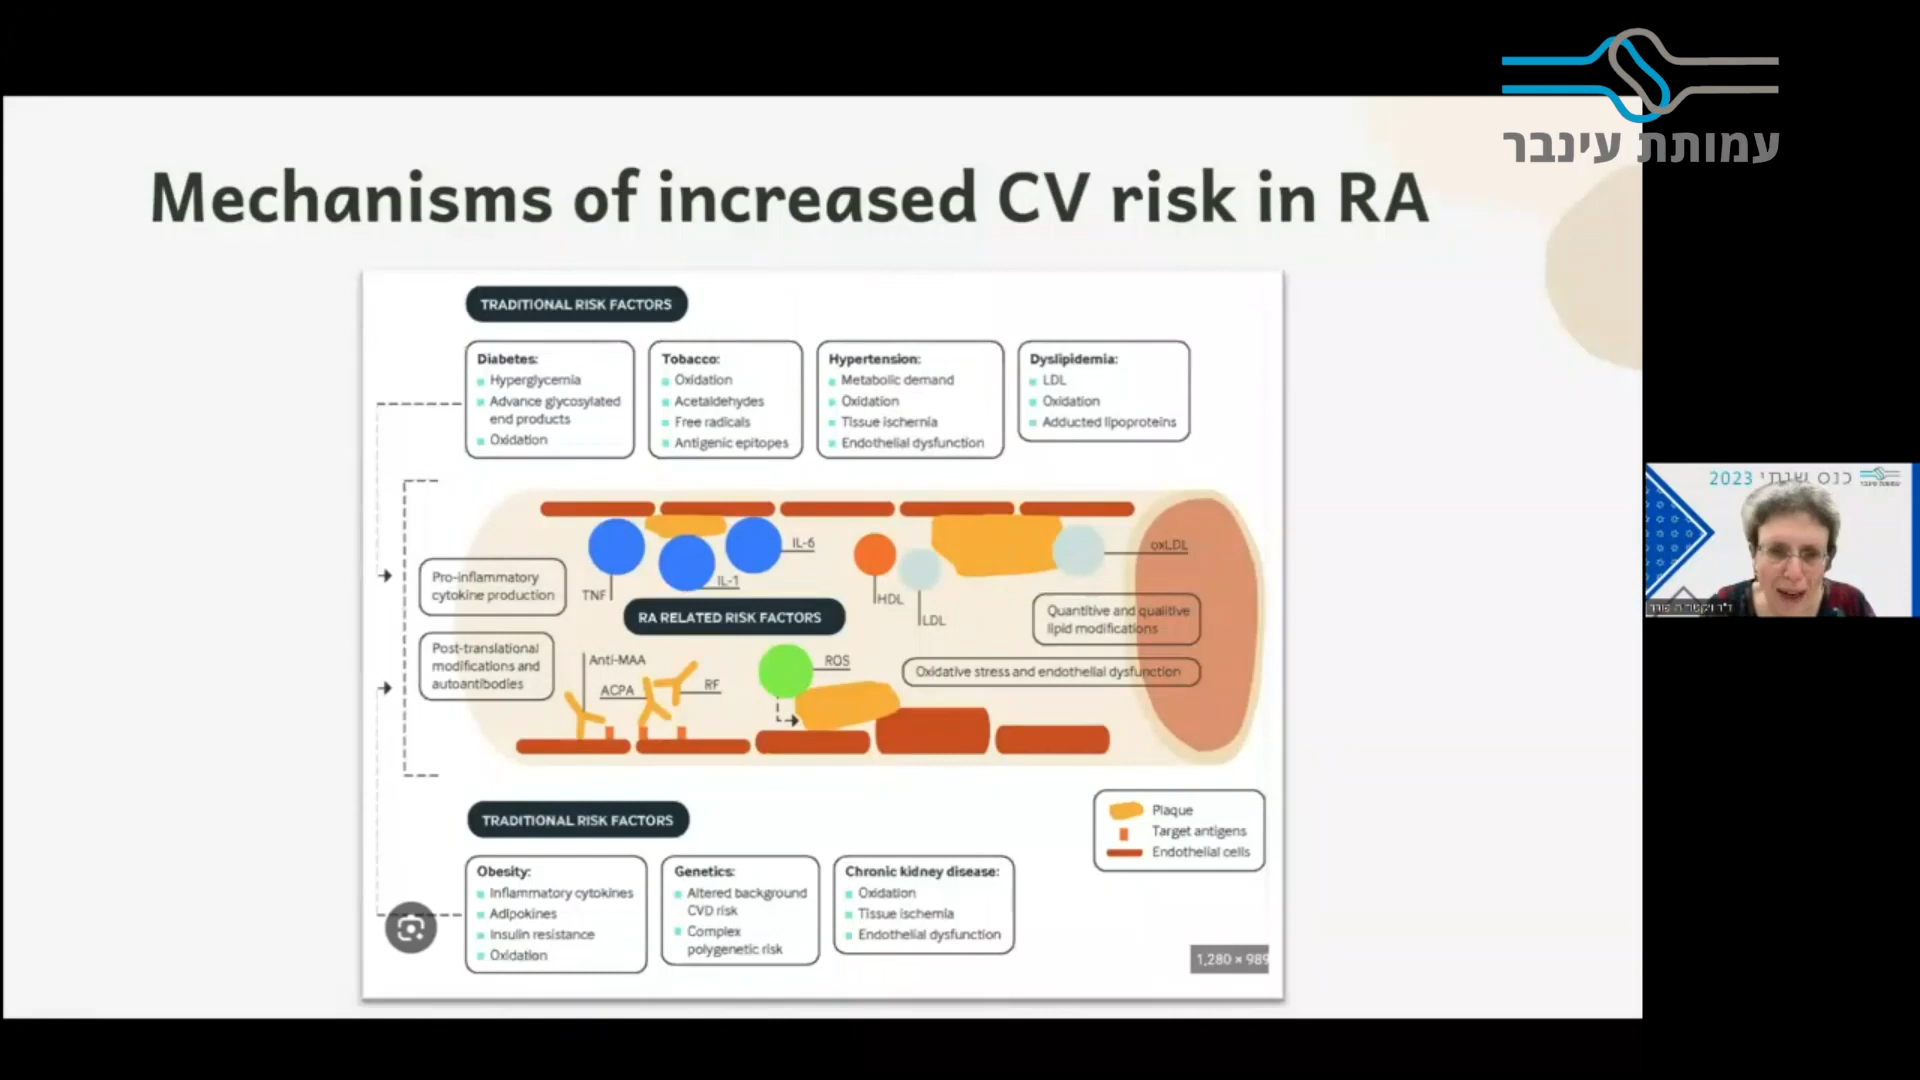 עמותת עינבר
Mechanisms of increased CV risk in RA
TRADITIONAL RISK FACTORS
Diabetes:
Hyperglycemia
Advance glycosylated
end products
Oxidation
Tobacco:
Oxidation
Acetaldehydes
Free radicals
Antigenic epitopes
Hypertension:
Metabolic demand
Oxidation
Tissue ischemia
Endothelial dysfunction
Dyslipidemia:
LDL
Oxidation
Adducted lipoproteins
Pro-inflammatory
cytokine production
Post-translational
modifications and
autoantibodies
TNF
IL-1
IL-6
HDL
LDL
oxLDL
RA RELATED RISK FACTORS
Quantitive and qualitive
lipid modifications
Oxidative stress and endothelial dysfunction
Anti-MAA
ACPA
RF
ROS
Plaque
Target antigens
Endothelial cells
TRADITIONAL RISK FACTORS
Obesity:
Inflammatory cytokines
Adipokines
Insulin resistance
Oxidation
Genetics:
Altered background
CVD risk
Complex
polygenetic risk
Chronic kidney disease:
Oxidation
Tissue ischemia
Endothelial dysfunction
1,280 × 989
כנס שנתי 2023